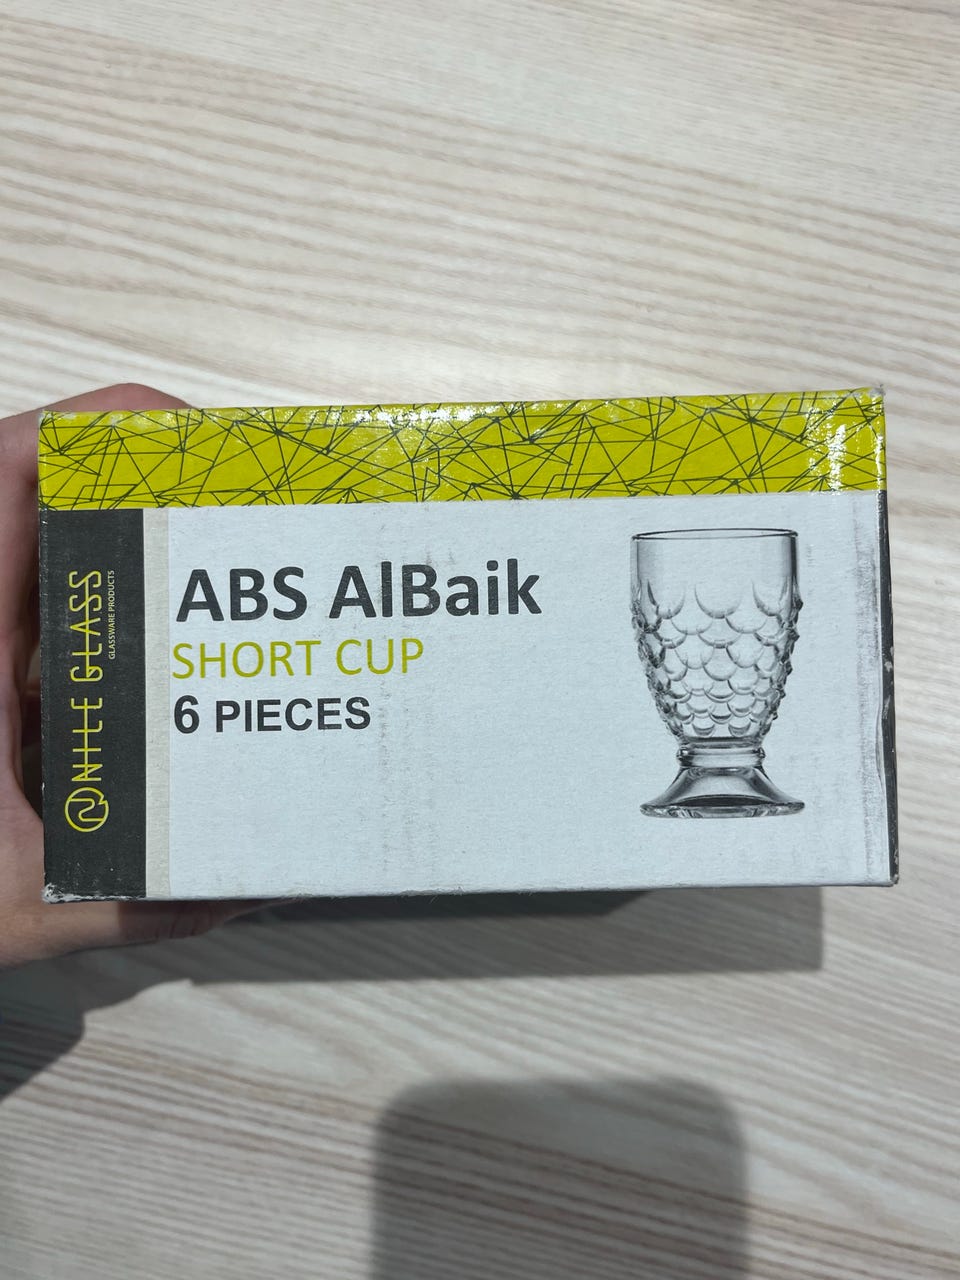 NILE GLASS
GLASSWARE PRODUCTS
ABS AlBaik
SHORT CUP
6 PIECES